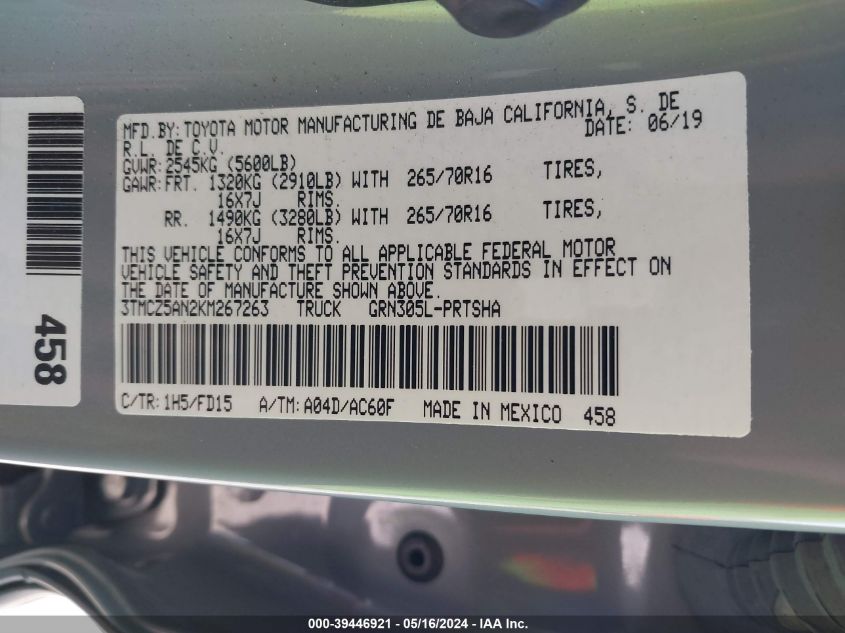 MFD.BY:TOYOTA MOTOR MANUFACTURING DE BAJA CALIFORNIA, S. DE
R.L. DE C.V. DATE: 06/19
GVWR:2545KG (5600LB)
GAWR:FRT. 1320KG (2910LB) WITH 265/70R16 TIRES,
16X7J RIMS.
RR. 1490KG (3280LB) WITH 265/70R16 TIRES,
16X7J RIMS.
THIS VEHICLE CONFORMS TO ALL APPLICABLE FEDERAL MOTOR
VEHICLE SAFETY AND THEFT PREVENTION STANDARDS IN EFFECT ON
THE DATE OF MANUFACTURE SHOWN ABOVE.
3TMCZ5AN2KM267263 TRUCK GRN305L-PRTSHA
C/TR:1H5/FD15 A/TM:A04D/AC60F MADE IN MEXICO 458
458
000-39446921 - 05/16/2024 - IAA Inc.